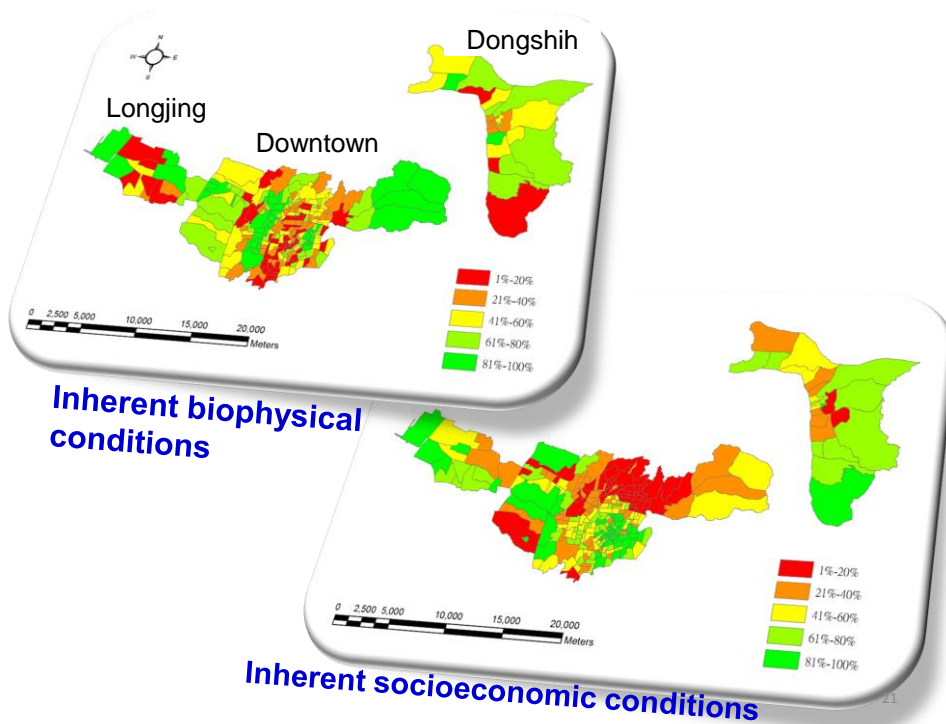 N
W E
S
Dongshih
Longjing
Downtown
1%-20%
21%-40%
41%-60%
61%-80%
81%-100%
0 2,500 5,000 10,000 15,000 20,000
Meters
Inherent biophysical
conditions
1%-20%
21%-40%
41%-60%
61%-80%
81%-100%
0 2,500 5,000 10,000 15,000 20,000
Meters
Inherent socioeconomic conditions
21